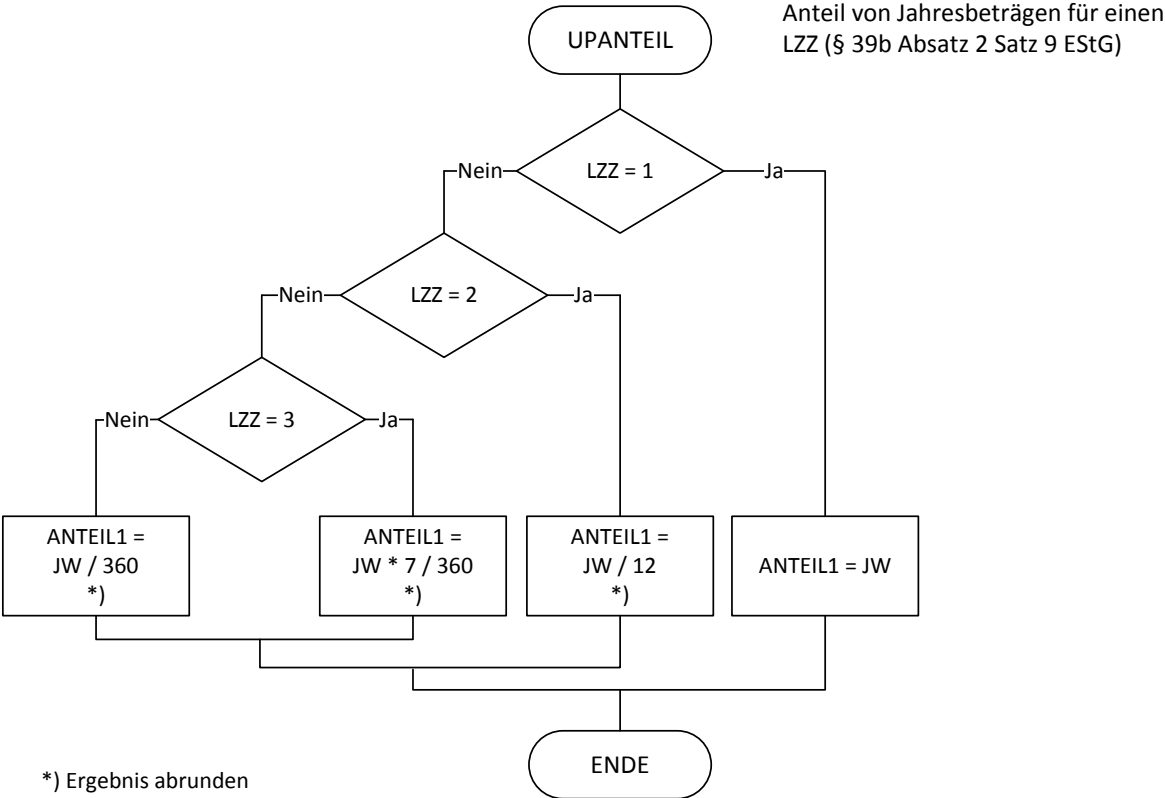 Anteil von Jahresbeträgen für einen
LZZ (§ 39b Absatz 2 Satz 9 EStG)
UPANTEIL
LZZ = 1
Nein
Ja
LZZ = 2
Nein
Ja
LZZ = 3
Nein
Ja
ANTEIL1 =
JW / 360
*)
ANTEIL1 =
JW * 7 / 360
*)
ANTEIL1 =
JW / 12
*)
ANTEIL1 = JW
ENDE
*) Ergebnis abrunden